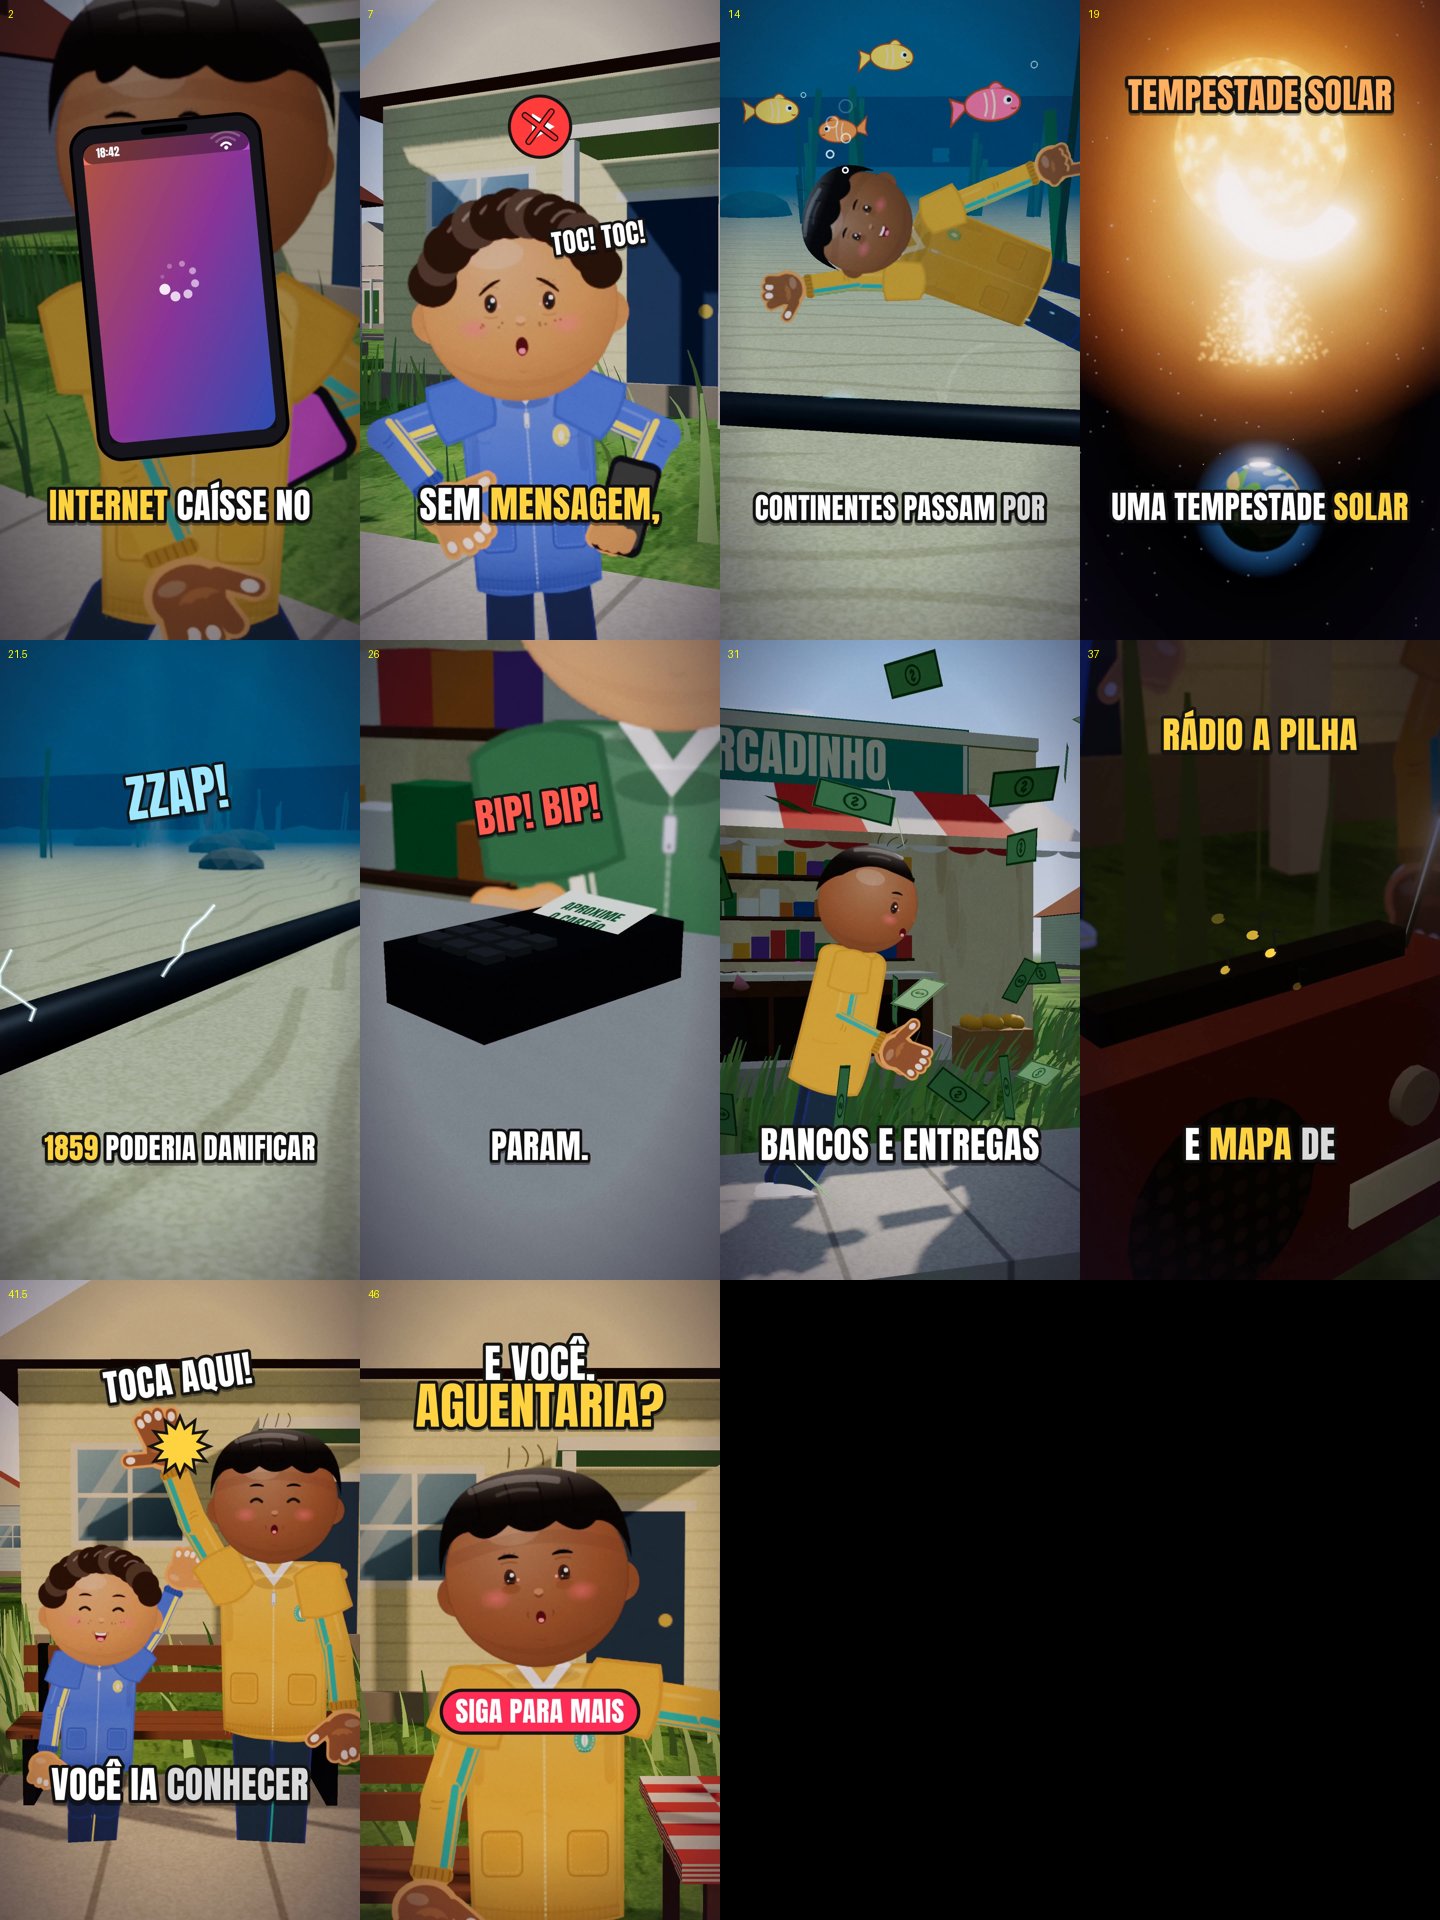 2
18:42
INTERNET CAÍSSE NO
7
TOC! TOC!
SEM MENSAGEM,
14
CONTINENTES PASSAM POR
19
TEMPESTADE SOLAR
UMA TEMPESTADE SOLAR
21.5
ZZAP!
1859 PODERIA DANIFICAR
26
BIP! BIP!
APROXIME
O CARTÃO
PARAM.
31
RCADINHO
BANCOS E ENTREGAS
37
RÁDIO A PILHA
E MAPA DE
41.5
TOCA AQUI!
VOCÊ IA CONHECER
46
E VOCÊ,
AGUENTARIA?
SIGA PARA MAIS